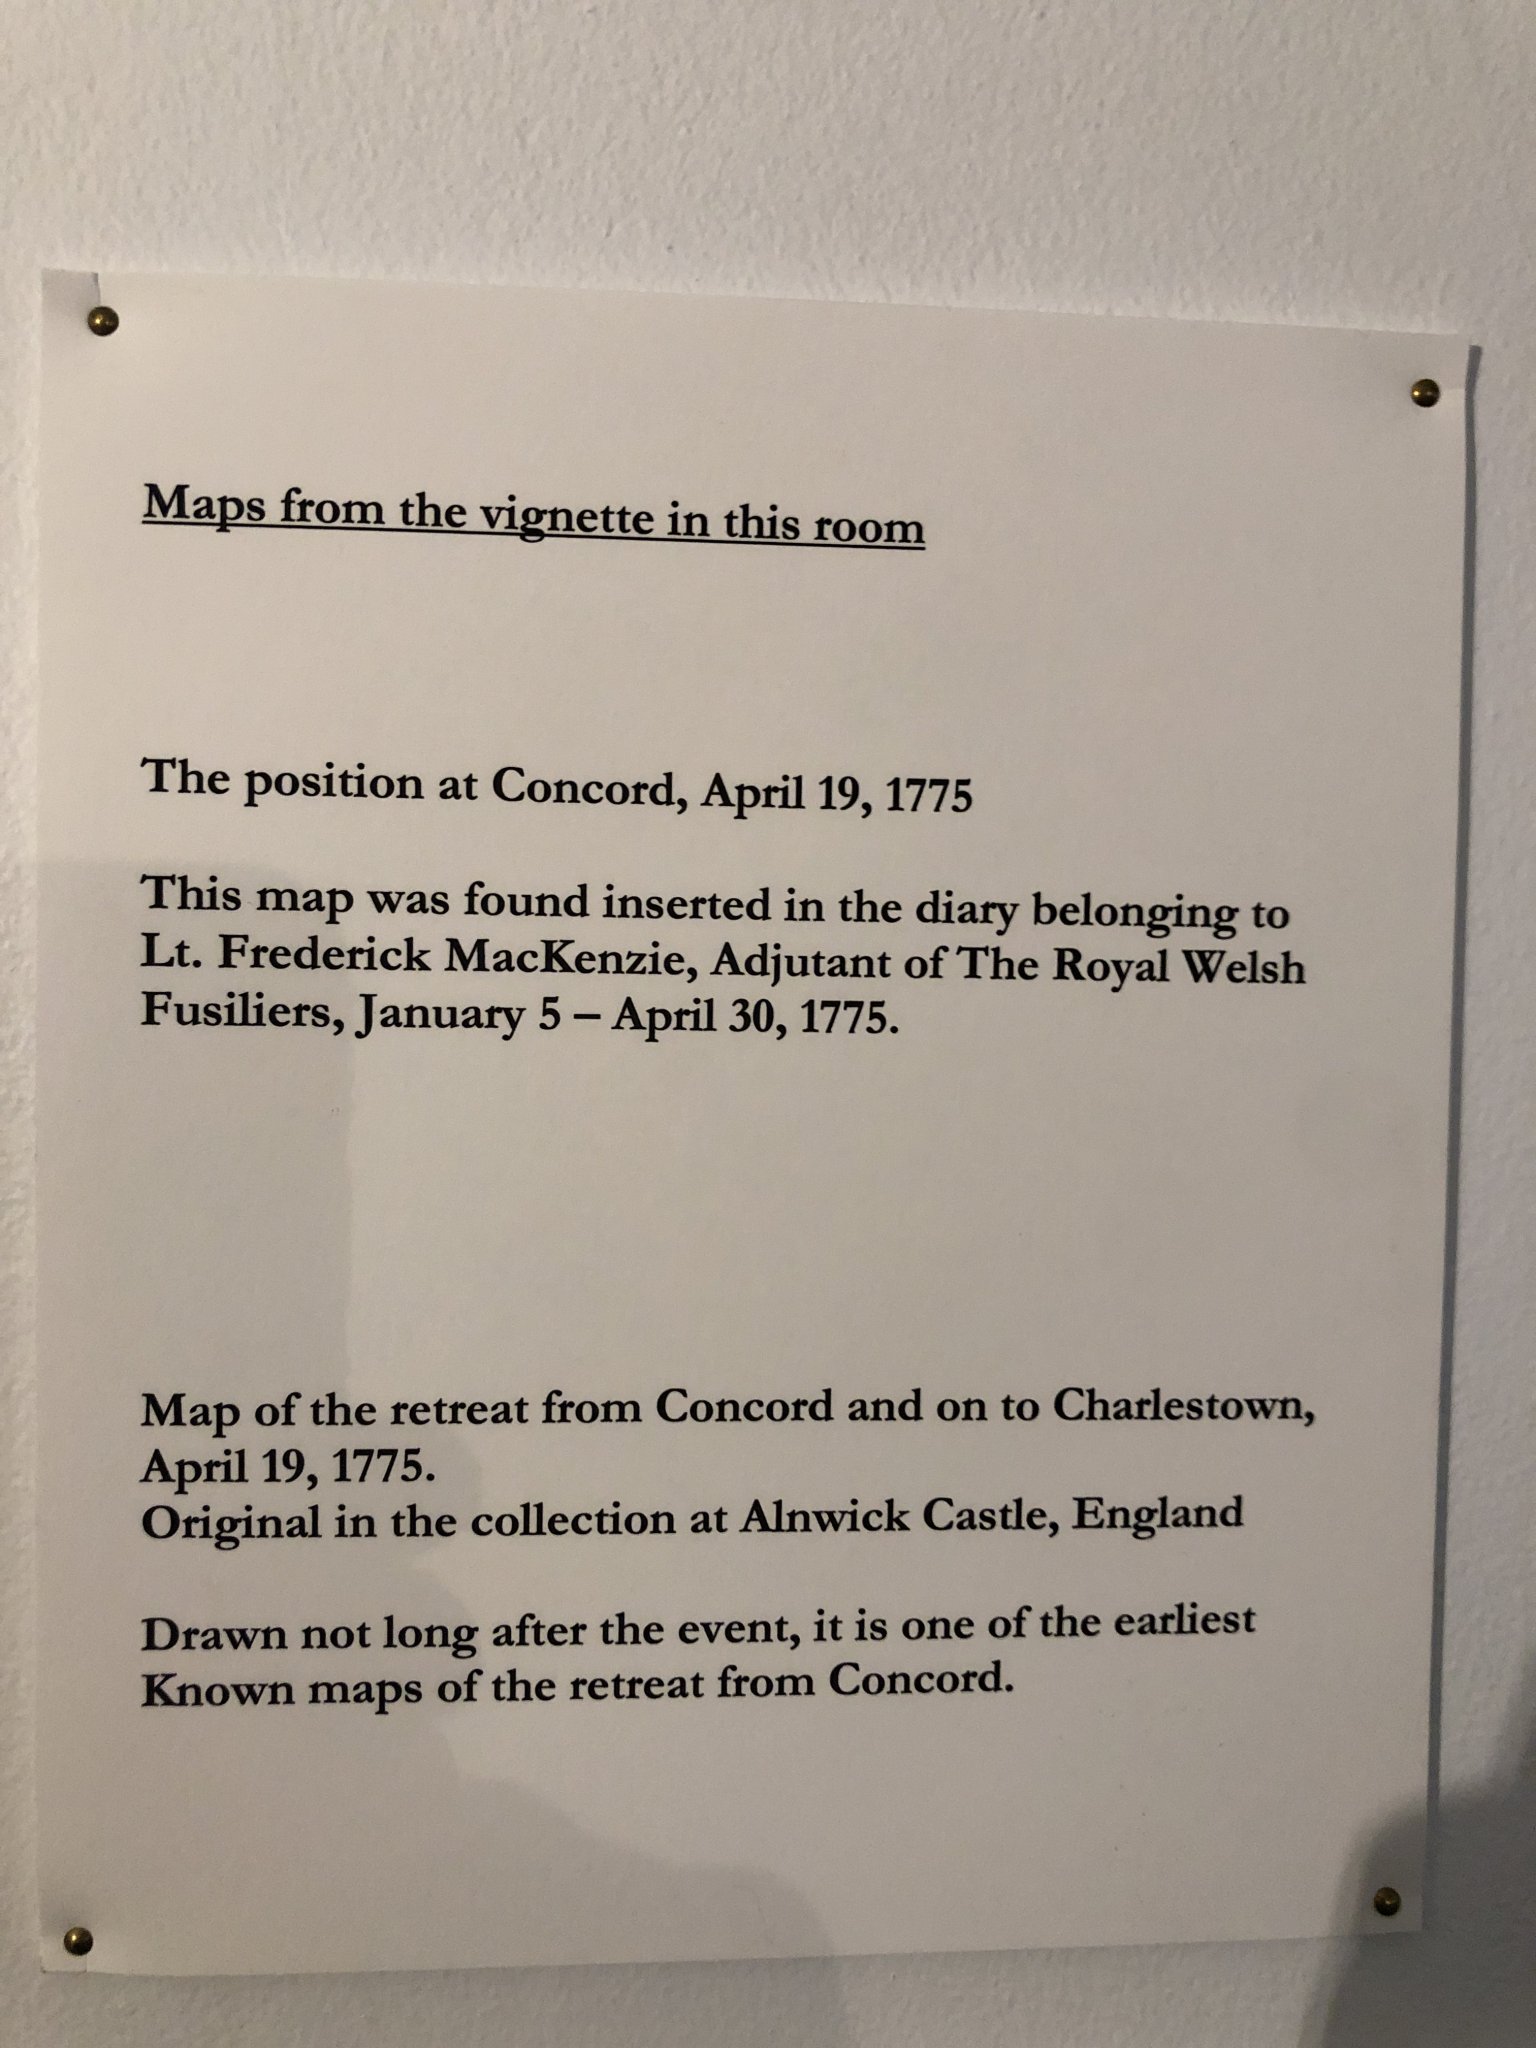 Maps from the vignette in this room
The position at Concord, April 19, 1775
This map was found inserted in the diary belonging to
Lt. Frederick MacKenzie, Adjutant of The Royal Welsh
Fusiliers, January 5 – April 30, 1775.
Map of the retreat from Concord and on to Charlestown,
April 19, 1775.
Original in the collection at Alnwick Castle, England
Drawn not long after the event, it is one of the earliest
Known maps of the retreat from Concord.